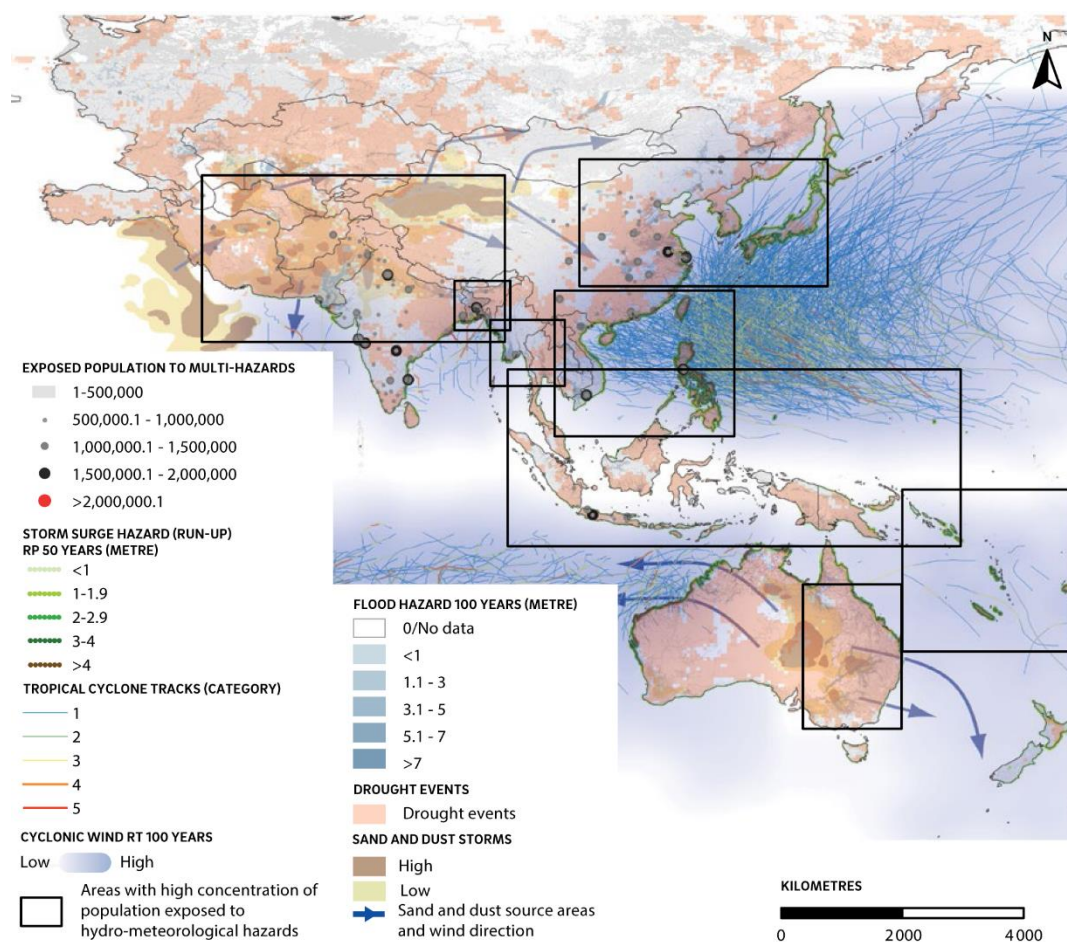 N
EXPOSED POPULATION TO MULTI-HAZARDS
1-500,000
500,000.1 - 1,000,000
1,000,000.1 - 1,500,000
1,500,000.1 - 2,000,000
>2,000,000.1
STORM SURGE HAZARD (RUN-UP)
RP 50 YEARS (METRE)
<1
1-1.9
2-2.9
3-4
>4
TROPICAL CYCLONE TRACKS (CATEGORY)
1
2
3
4
5
CYCLONIC WIND RT 100 YEARS
Low High
Areas with high concentration of
population exposed to
hydro-meteorological hazards
FLOOD HAZARD 100 YEARS (METRE)
0/No data
<1
1.1 - 3
3.1 - 5
5.1 - 7
>7
DROUGHT EVENTS
Drought events
SAND AND DUST STORMS
High
Low
Sand and dust source areas
and wind direction
KILOMETRES
0 2000 4000